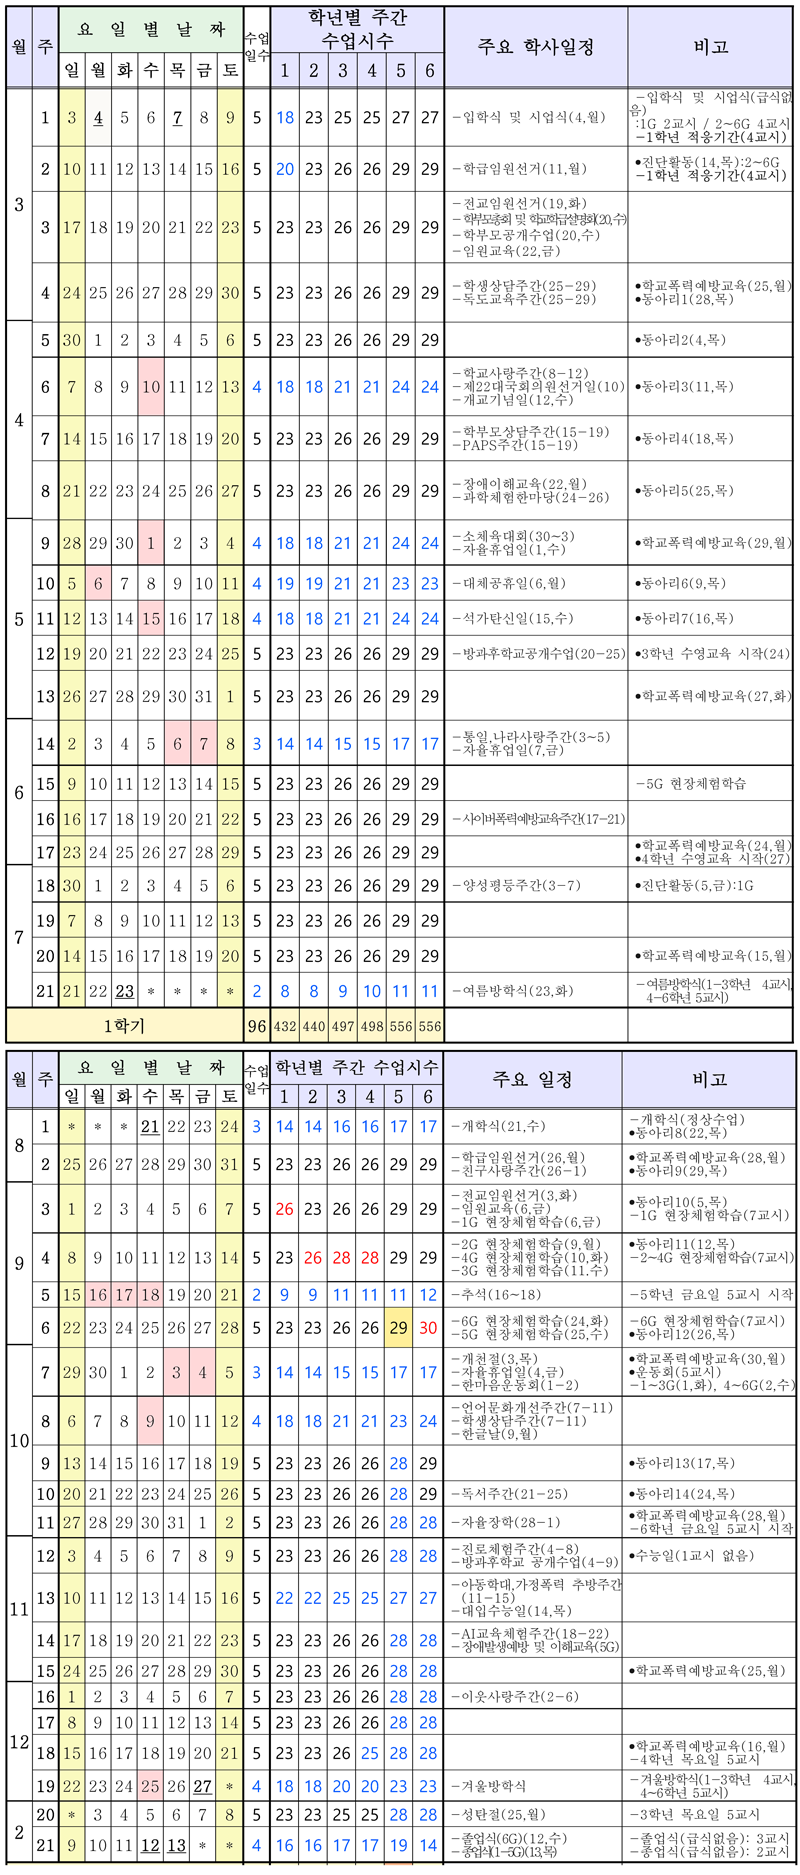 월 주 요 일 별 날 짜 수업일수 학년별 주간 수업시수 주요 학사일정 비고
일 월 화 수 목 금 토 1 2 3 4 5 6
3
1 3 4 5 6 7 8 9 5 18 23 25 25 27 27 -입학식 및 시업식(4,월) -입학식 및 시업식(급식없음)
:1G 2교시 / 2~6G 4교시
-1학년 적응기간(4교시)
2 10 11 12 13 14 15 16 5 20 23 26 26 29 29 -학급임원선거(11,월) ●진단활동(14,목):2~6G
-1학년 적응기간(4교시)
3 17 18 19 20 21 22 23 5 23 23 26 26 29 29 -전교임원선거(19,화)
-학부모총회 및 학교학급설명회(20,수)
-학부모공개수업(20,수)
-임원교육(22,금)
4 24 25 26 27 28 29 30 5 23 23 26 26 29 29 -학생상담주간(25-29) ●학교폭력예방교육(25,월)
-독도교육주간(25-29) ●동아리1(28,목)
4
5 30 1 2 3 4 5 6 5 23 23 26 26 29 29 ●동아리2(4,목)
6 7 8 9 10 11 12 13 4 18 18 21 21 24 24 -학교사랑주간(8-12)
-제22대국회의원선거일(10) ●동아리3(11,목)
-개교기념일(12,수)
7 14 15 16 17 18 19 20 5 23 23 26 26 29 29 -학부모상담주간(15-19) ●동아리4(18,목)
-PAPS주간(15-19)
8 21 22 23 24 25 26 27 5 23 23 26 26 29 29 -장애이해교육(22,월) ●동아리5(25,목)
-과학체험한마당(24-26)
5
9 28 29 30 1 2 3 4 4 18 18 21 21 24 24 -소체육대회(30~3) ●학교폭력예방교육(29,월)
-자율휴업일(1,수)
10 5 6 7 8 9 10 11 4 19 19 21 21 23 23 -대체공휴일(6,월) ●동아리6(9,목)
11 12 13 14 15 16 17 18 4 18 18 21 21 24 24 -석가탄신일(15,수) ●동아리7(16,목)
12 19 20 21 22 23 24 25 5 23 23 26 26 29 29 -방과후학교공개수업(20-25) ●3학년 수영교육 시작(24)
13 26 27 28 29 30 31 1 5 23 23 26 26 29 29 ●학교폭력예방교육(27,화)
6
14 2 3 4 5 6 7 8 3 14 14 15 15 17 17 -통일,나라사랑주간(3~5)
-자율휴업일(7,금)
15 9 10 11 12 13 14 15 5 23 23 26 26 29 29 -5G 현장체험학습
16 16 17 18 19 20 21 22 5 23 23 26 26 29 29 -사이버폭력예방교육주간(17-21)
17 23 24 25 26 27 28 29 5 23 23 26 26 29 29 ●학교폭력예방교육(24,월)
●4학년 수영교육 시작(27)
7
18 30 1 2 3 4 5 6 5 23 23 26 26 29 29 -양성평등주간(3-7) ●진단활동(5,금):1G
19 7 8 9 10 11 12 13 5 23 23 26 26 29 29
20 14 15 16 17 18 19 20 5 23 23 26 26 29 29 ●학교폭력예방교육(15,월)
21 21 22 23 * * * * 2 8 8 9 10 11 11 -여름방학식(23,화) -여름방학식(1-3학년 4교시,
4-6학년 5교시)
1학기 96 432 440 497 498 556 556
월 주 요 일 별 날 짜 수업일수 학년별 주간 수업시수 주요 일정 비고
일 월 화 수 목 금 토 1 2 3 4 5 6
8
1 * * * 21 22 23 24 3 14 14 16 16 17 17 -개학식(21,수) -개학식(정상수업)
●동아리8(22,목)
2 25 26 27 28 29 30 31 5 23 23 26 26 29 29 -학급임원선거(26,월) ●학교폭력예방교육(28,월)
-친구사랑주간(26-1) ●동아리9(29,목)
9
3 1 2 3 4 5 6 7 5 26 23 26 26 29 29 -전교임원선거(3,화)
-임원교육(6,금) ●동아리10(5,목)
-1G 현장체험학습(6,금) -1G 현장체험학습(7교시)
4 8 9 10 11 12 13 14 5 23 26 28 28 29 29 -2G 현장체험학습(9,월) ●동아리11(12,목)
-4G 현장체험학습(10,화) -2~4G 현장체험학습(7교시)
-3G 현장체험학습(11.수)
5 15 16 17 18 19 20 21 2 9 9 11 11 11 12 -추석(16~18) -5학년 금요일 5교시 시작
6 22 23 24 25 26 27 28 5 23 23 26 26 29 30 -6G 현장체험학습(24,화) -6G 현장체험학습(7교시)
-5G 현장체험학습(25,수) ●동아리12(26,목)
10
7 29 30 1 2 3 4 5 3 14 14 15 15 17 17 -개천절(3,목) ●학교폭력예방교육(30,월)
-자율휴업일(4,금) ●운동회(5교시)
-한마음운동회(1-2) -1~3G(1,화), 4~6G(2,수)
8 6 7 8 9 10 11 12 4 18 18 21 21 23 24 -언어문화개선주간(7-11)
-학생상담주간(7-11)
-한글날(9,월)
9 13 14 15 16 17 18 19 5 23 23 26 26 28 29 ●동아리13(17,목)
10 20 21 22 23 24 25 26 5 23 23 26 26 28 29 -독서주간(21-25) ●동아리14(24,목)
11 27 28 29 30 31 1 2 5 23 23 26 26 28 28 -자율장학(28-1) ●학교폭력예방교육(28,월)
-6학년 금요일 5교시 시작
11
12 3 4 5 6 7 8 9 5 23 23 26 26 28 28 -진로체험주간(4-8) ●수능일(1교시 없음)
-방과후학교 공개수업(4-9)
13 10 11 12 13 14 15 16 5 22 22 25 25 27 27 -아동학대,가정폭력 추방주간
(11-15)
-대입수능일(14,목)
14 17 18 19 20 21 22 23 5 23 23 26 26 28 28 -AI교육체험주간(18-22)
-장애발생예방 및 이해교육(5G)
15 24 25 26 27 28 29 30 5 23 23 26 26 28 28 ●학교폭력예방교육(25,월)
12
16 1 2 3 4 5 6 7 5 23 23 26 26 28 28 -이웃사랑주간(2-6)
17 8 9 10 11 12 13 14 5 23 23 26 26 28 28
18 15 16 17 18 19 20 21 5 23 23 26 25 28 28 ●학교폭력예방교육(16,월)
-4학년 목요일 5교시
19 22 23 24 25 26 27 * 4 18 18 20 20 23 23 -겨울방학식 -겨울방학식(1-3학년 4교시,
4~6학년 5교시)
2
20 * 3 4 5 6 7 8 5 23 23 25 25 28 28 -성탄절(25,월) -3학년 목요일 5교시
21 9 10 11 12 13 * * 4 16 16 17 17 19 14 -졸업식(6G)(12,수) -졸업식(급식없음): 3교시
-종업식(1-5G)(13,목) -종업식(급식없음): 2교시